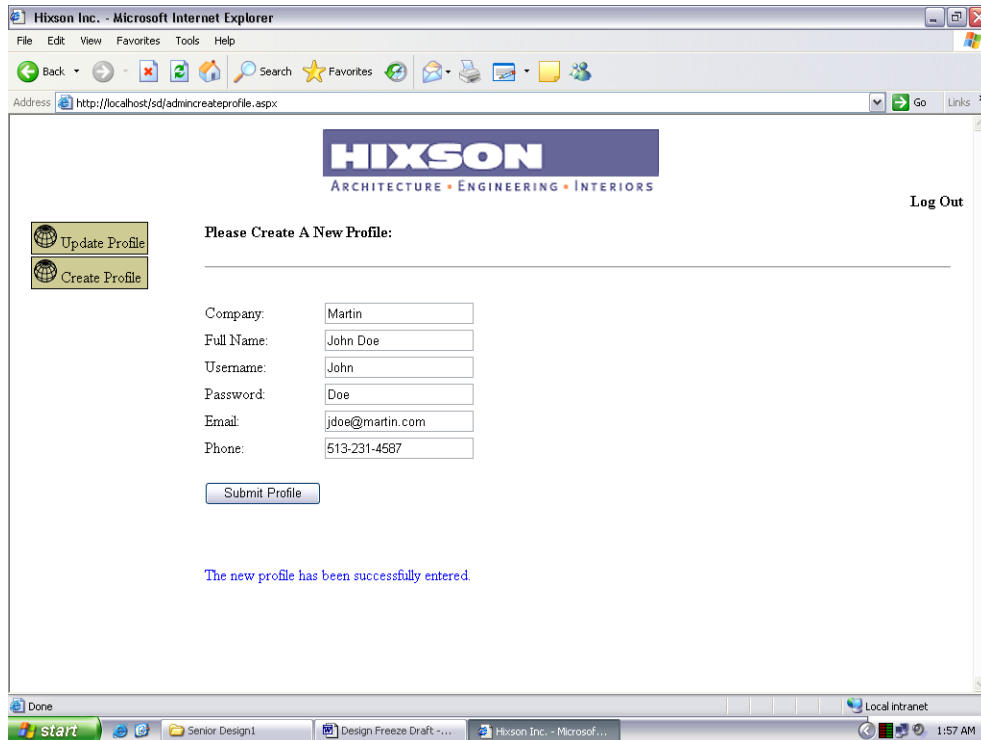 Hixson Inc. - Microsoft Internet Explorer
File Edit View Favorites Tools Help
Back Search Favorites
Address http://localhost/sd/admincreateprofile.aspx Go Links
HIXSON
ARCHITECTURE • ENGINEERING • INTERIORS
Log Out
Update Profile
Create Profile
Please Create A New Profile:
Company: Martin
Full Name: John Doe
Username: John
Password: Doe
Email: jdoe@martin.com
Phone: 513-231-4587
Submit Profile
The new profile has been successfully entered.
Done Local intranet
start Senior Design1 Design Freeze Draft -... Hixson Inc. - Microsof... 1:57 AM